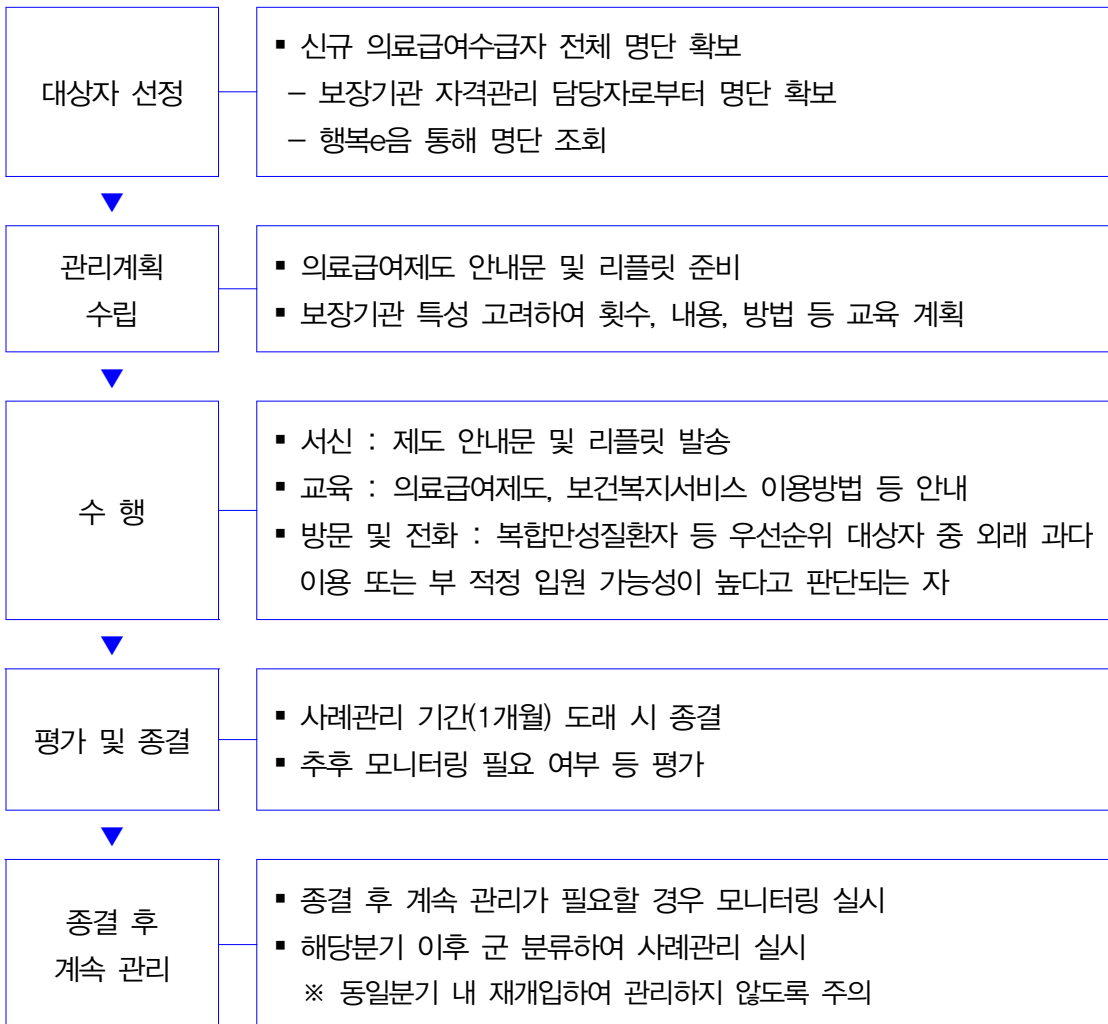 대상자 선정
▪ 신규 의료급여수급자 전체 명단 확보
– 보장기관 자격관리 담당자로부터 명단 확보
– 행복e음 통해 명단 조회
▼
관리계획
수립
▪ 의료급여제도 안내문 및 리플릿 준비
▪ 보장기관 특성 고려하여 횟수, 내용, 방법 등 교육 계획
▼
수 행
▪ 서신 : 제도 안내문 및 리플릿 발송
▪ 교육 : 의료급여제도, 보건복지서비스 이용방법 등 안내
▪ 방문 및 전화 : 복합만성질환자 등 우선순위 대상자 중 외래 과다
이용 또는 부 적정 입원 가능성이 높다고 판단되는 자
▼
평가 및 종결
▪ 사례관리 기간(1개월) 도래 시 종결
▪ 추후 모니터링 필요 여부 등 평가
▼
종결 후
계속 관리
▪ 종결 후 계속 관리가 필요할 경우 모니터링 실시
▪ 해당분기 이후 군 분류하여 사례관리 실시
※ 동일분기 내 재개입하여 관리하지 않도록 주의